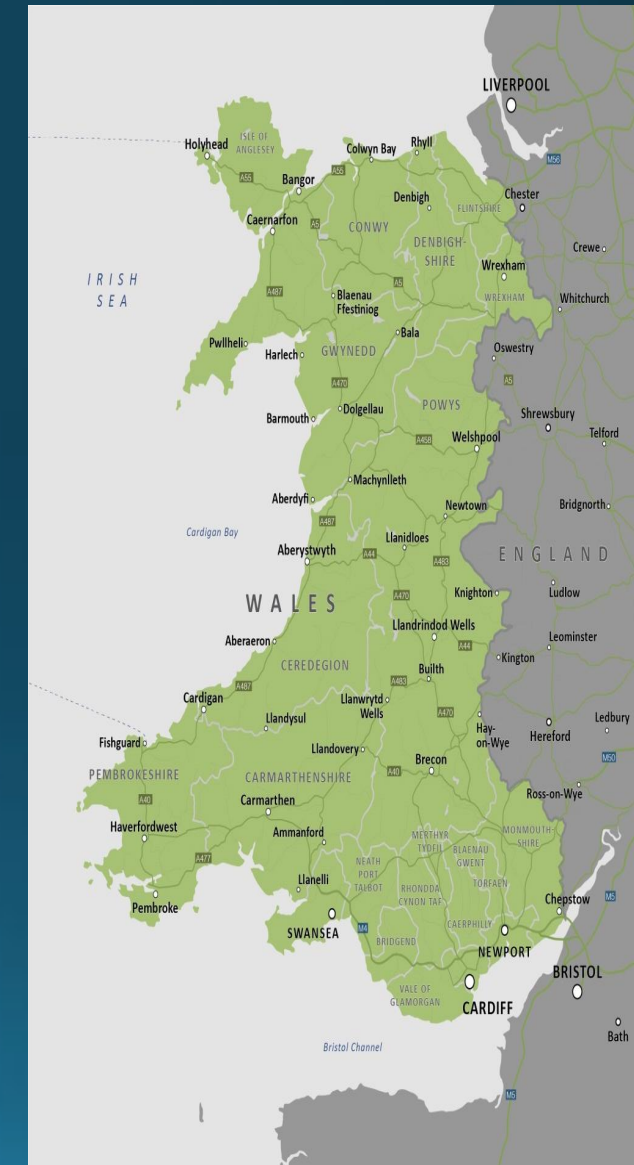 LIVERPOOL
M56
Holyhead
ISLE OF
ANGLESEY
A55
Bangor
A55
Colwyn Bay
Rhyll
Chester
Denbigh
FLINTSHIRE
Caernarfon
A5
CONWY
DENBIGH-
SHIRE
Crewe
Wrexham
WREXHAM
IRISH
SEA
A487
A5
Blaenau
Ffestiniog
Whitchurch
Pwllheli
Harlech
GWYNEDD
Bala
Oswestry
A5
A470
Barmouth
Dolgellau
POWYS
Shrewsbury
A458
Welshpool
Telford
Machynlleth
Aberdyfi
Newtown
Bridgnorth
A487
Cardigan Bay
Llanidloes
Aberystwyth
A44
A483
ENGLAND
WALES
A470
Knighton
Ludlow
Llandrindod Wells
Aberaeron
A44
Leominster
Kington
CEREDEGION
Builth
A483
A487
Cardigan
Llanwrytd
Wells
A470
Llandysul
Hay-
on-Wye
Hereford
Ledbury
Fishguard
Llandovery
Brecon
M50
PEMBROKESHIRE
CARMARTHENSHIRE
A40
Ross-on-Wye
A40
Carmarthen
Haverfordwest
Ammanford
MERTHYR
TYDFIL
BLAENAU
GWENT
MONMOUTH-
SHIRE
A477
NEATH
PORT
TALBOT
Llanelli
RHONDDA
CYNON TAF
TORFAEN
M5
Pembroke
Chepstow
SWANSEA
M4
CAERPHILLY
BRIDGEND
NEWPORT
BRISTOL
VALE OF
GLAMORGAN
CARDIFF
Bath
Bristol Channel
M5